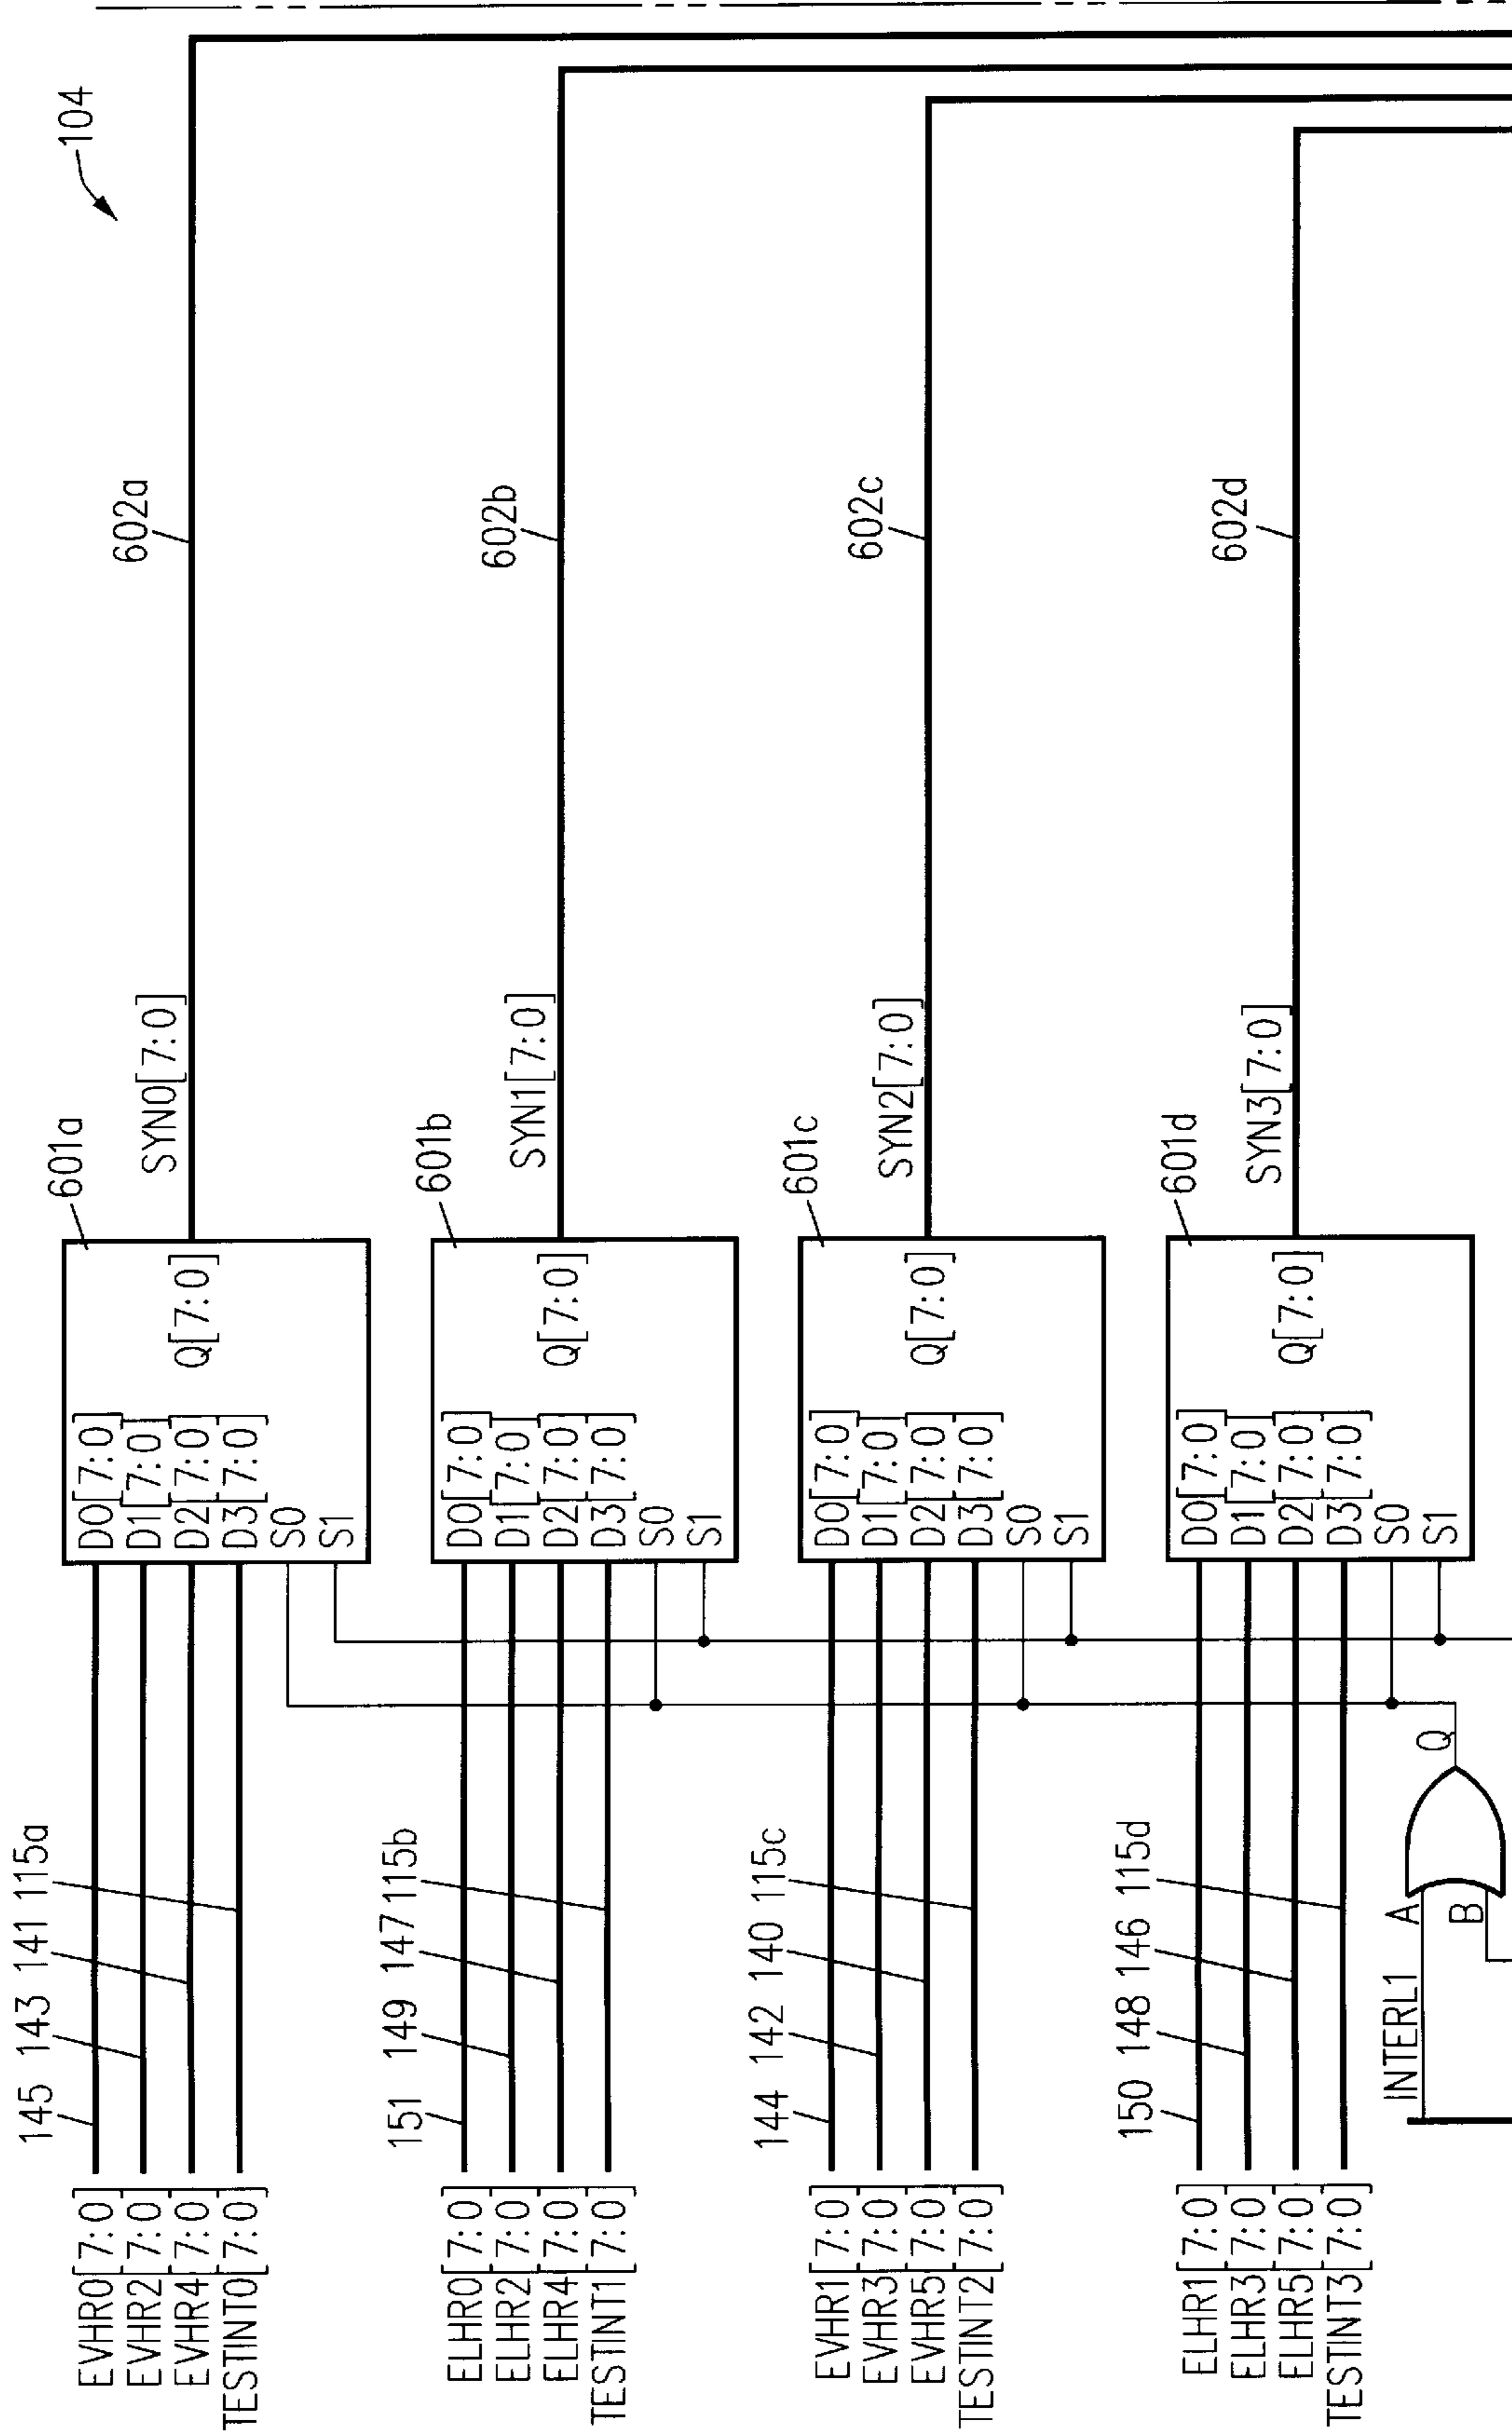 104
145 143 141 115a
601a
602a
EVHR0[7:0]
EVHR2[7:0]
EVHR4[7:0]
TESTINT0[7:0]
D0[7:0]
D1[7:0]
D2[7:0]
D3[7:0]
S0
S1
Q[7:0]
SYN0[7:0]
151 149 147 115b
601b
602b
ELHR0[7:0]
ELHR2[7:0]
ELHR4[7:0]
TESTINT1[7:0]
D0[7:0]
D1[7:0]
D2[7:0]
D3[7:0]
S0
S1
Q[7:0]
SYN1[7:0]
144 142 140 115c
601c
602c
EVHR1[7:0]
EVHR3[7:0]
EVHR5[7:0]
TESTINT2[7:0]
D0[7:0]
D1[7:0]
D2[7:0]
D3[7:0]
S0
S1
Q[7:0]
SYN2[7:0]
150 148 146 115d
601d
602d
ELHR1[7:0]
ELHR3[7:0]
ELHR5[7:0]
TESTINT3[7:0]
D0[7:0]
D1[7:0]
D2[7:0]
D3[7:0]
S0
S1
Q[7:0]
SYN3[7:0]
INTERL1
A
B
Q